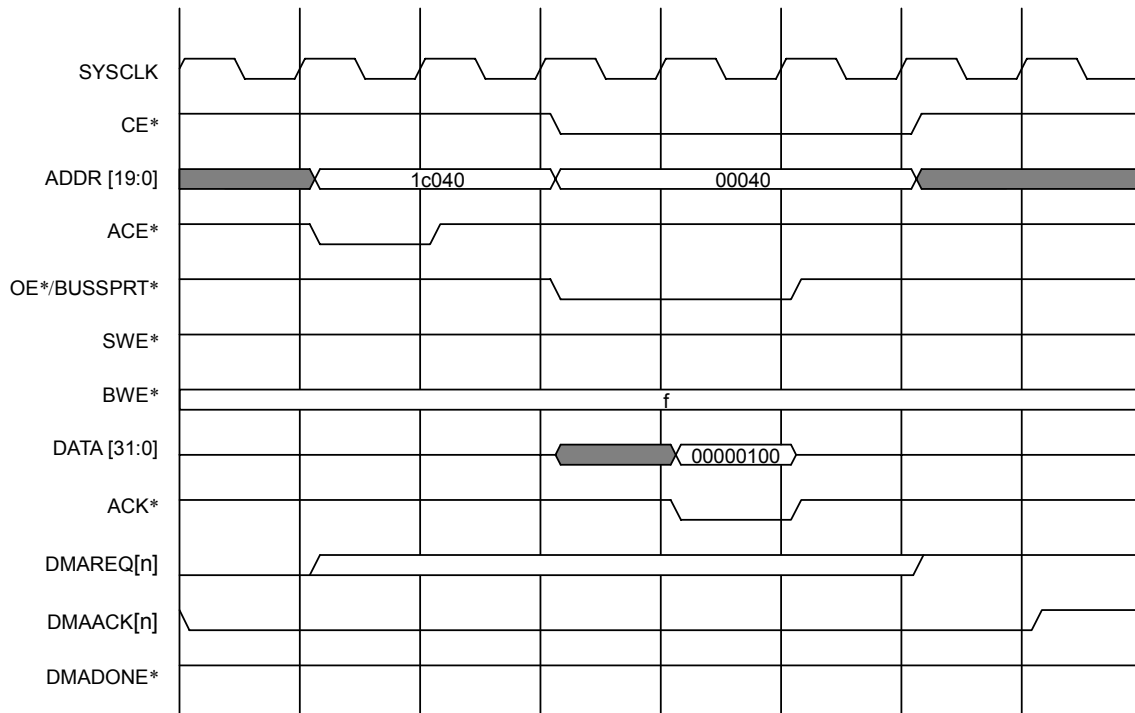 SYSCLK
CE*
ADDR [19:0]
1c040
00040
ACE*
OE*/BUSSPRT*
SWE*
BWE*
f
DATA [31:0]
00000100
ACK*
DMAREQ[n]
DMAACK[n]
DMADONE*